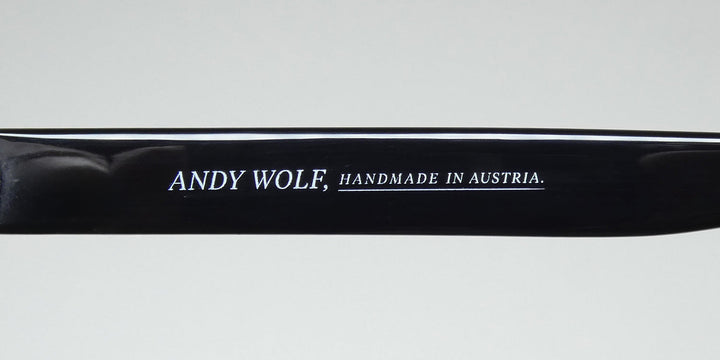 ANDY WOLF, HANDMADE IN AUSTRIA.